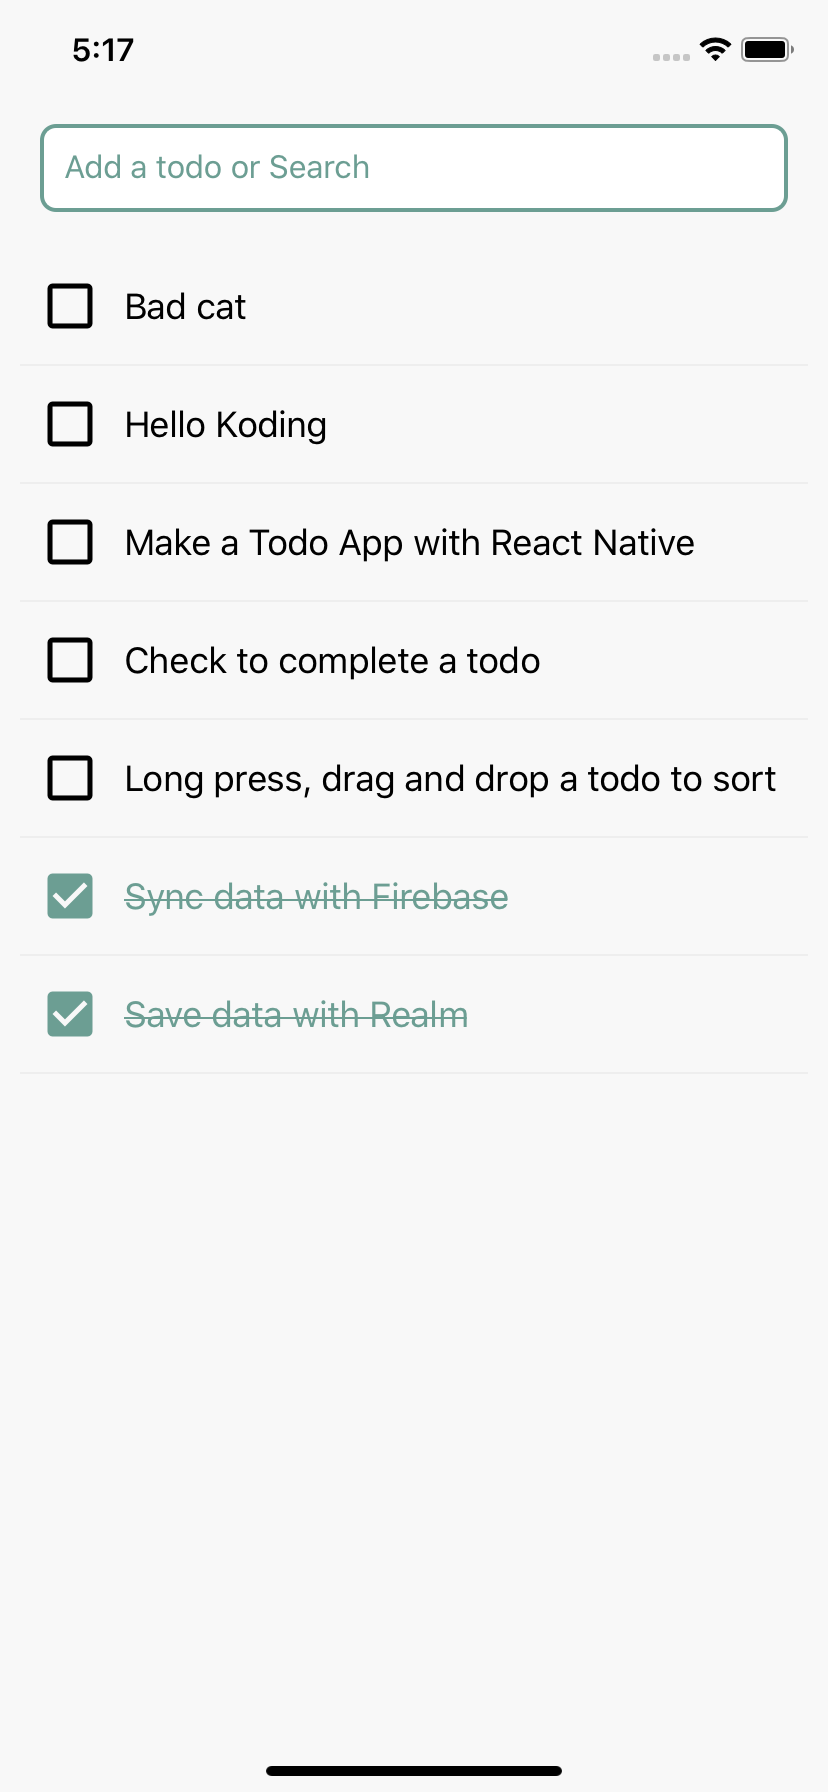 5:17
Add a todo or Search
Bad cat
Hello Koding
Make a Todo App with React Native
Check to complete a todo
Long press, drag and drop a todo to sort
Sync data with Firebase
Save data with Realm